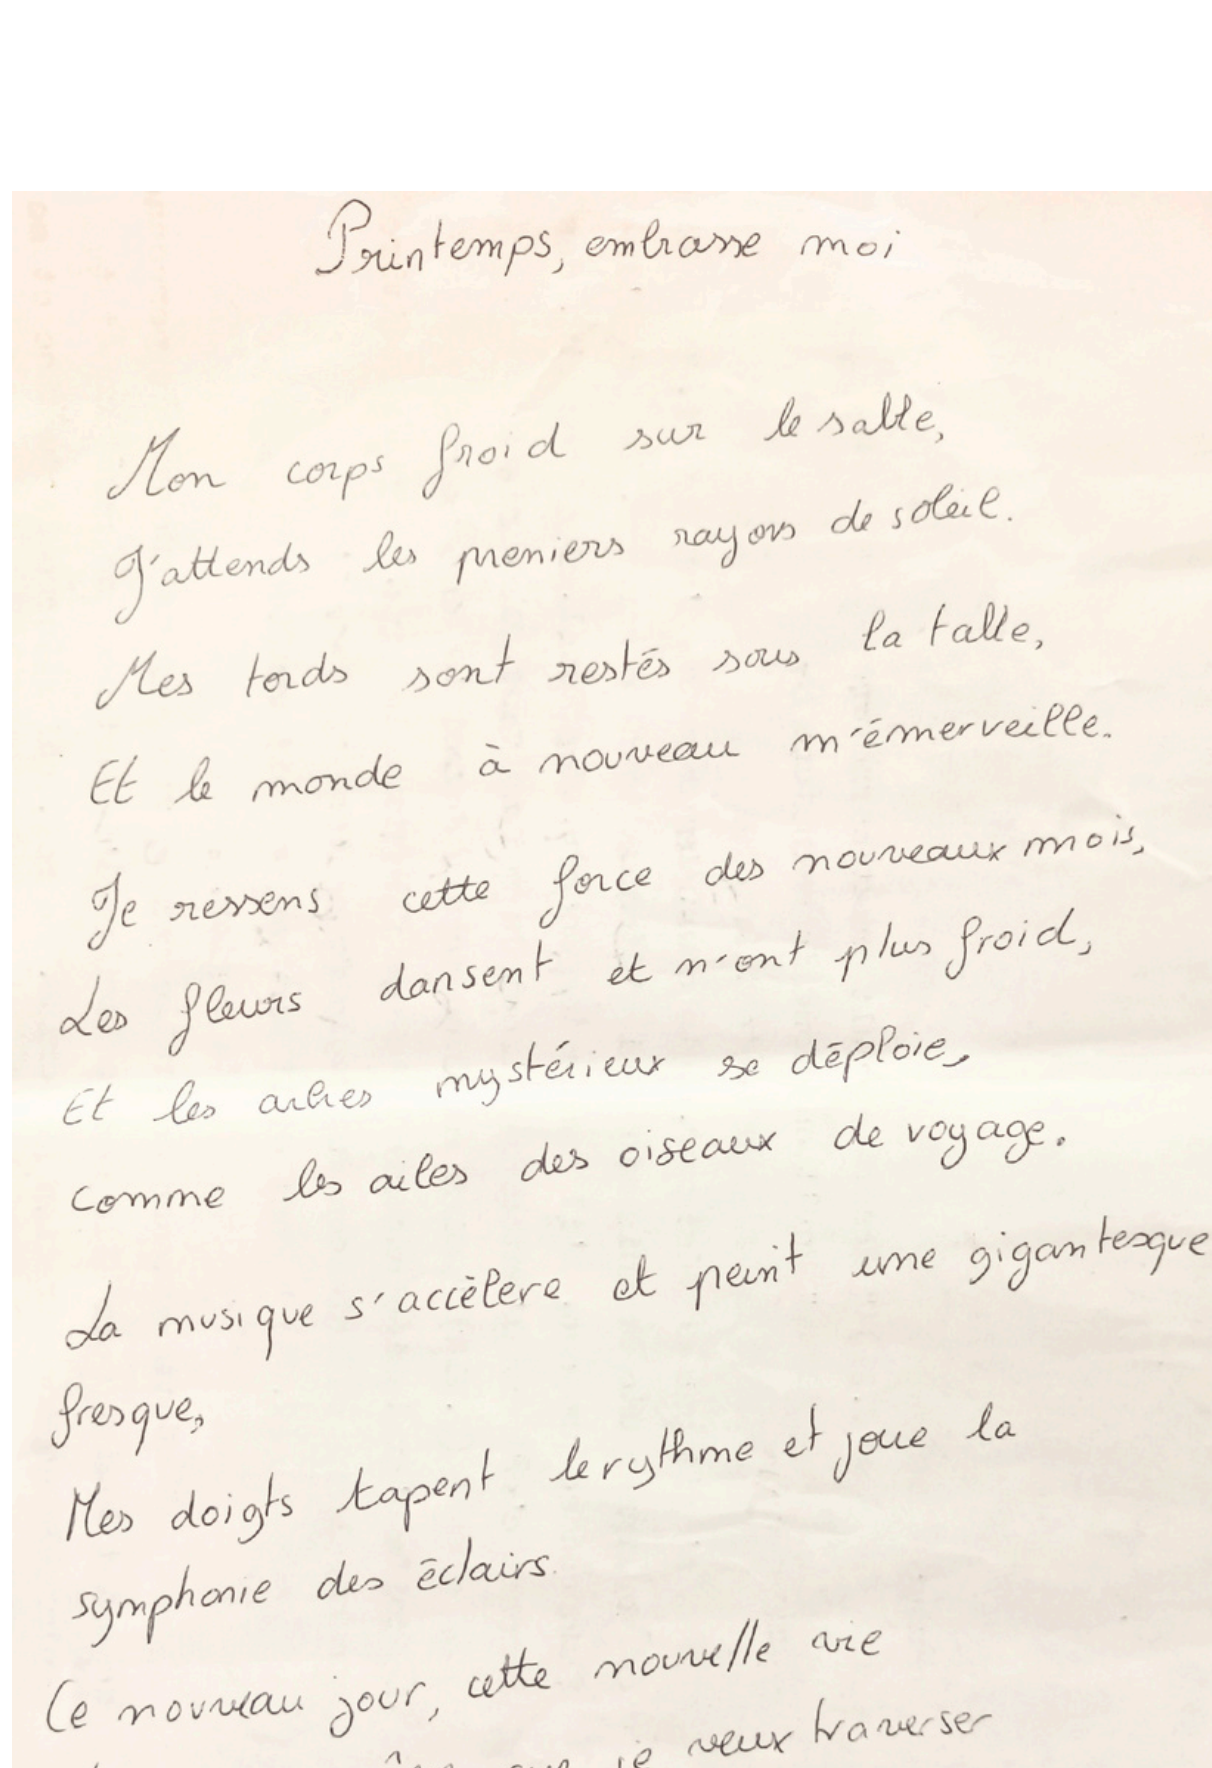 Printemps, embrasse moi
Mon corps froid sur le sable,
J'attends les premiers rayons de soleil.
Mes tords sont restés sous la table,
Et le monde à nouveau m'émerveille.
Je ressens cette force des nouveaux mois,
Les fleurs dansent et n'ont plus froid,
Et les arbres mystérieux se déploie,
comme les ailes des oiseaux de voyage.
La musique s'accélere et peint une gigantesque
fresque,
Mes doigts tapent le rythme et joue la
symphonie des éclairs.
Ce nouveau jour, cette nouvelle vie
je veux traverser